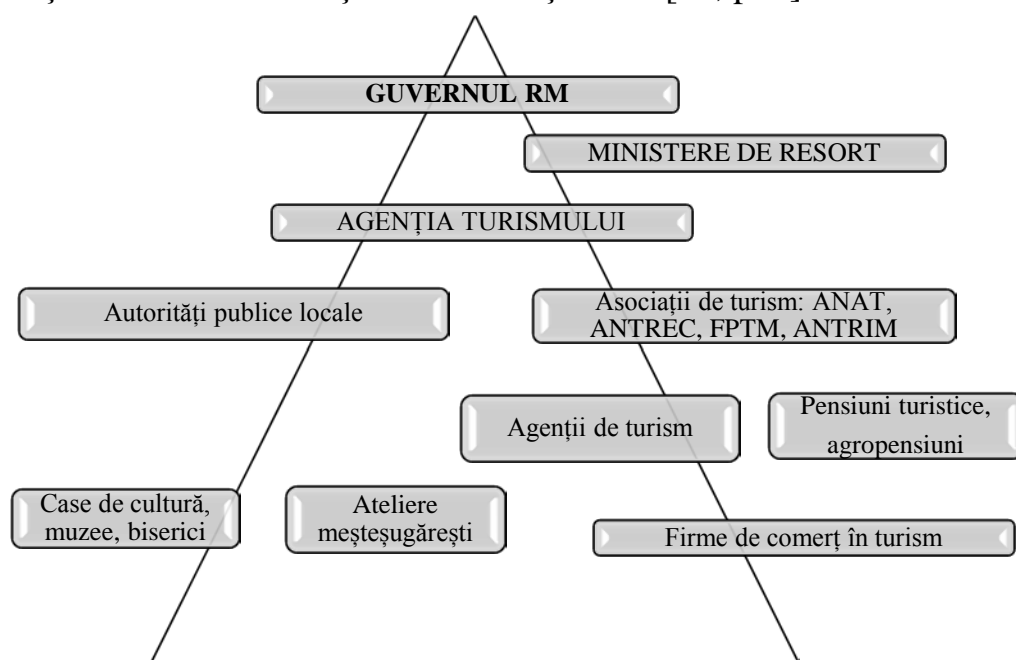 GUVERNUL RM
MINISTERE DE RESORT
AGENȚIA TURISMULUI
Autorități publice locale
Asociații de turism: ANAT,
ANTREC, FPTM, ANTRIM
Agenții de turism
Pensiuni turistice,
agropensiuni
Case de cultură,
muzee, biserici
Ateliere
meșteșugărești
Firme de comerț în turism